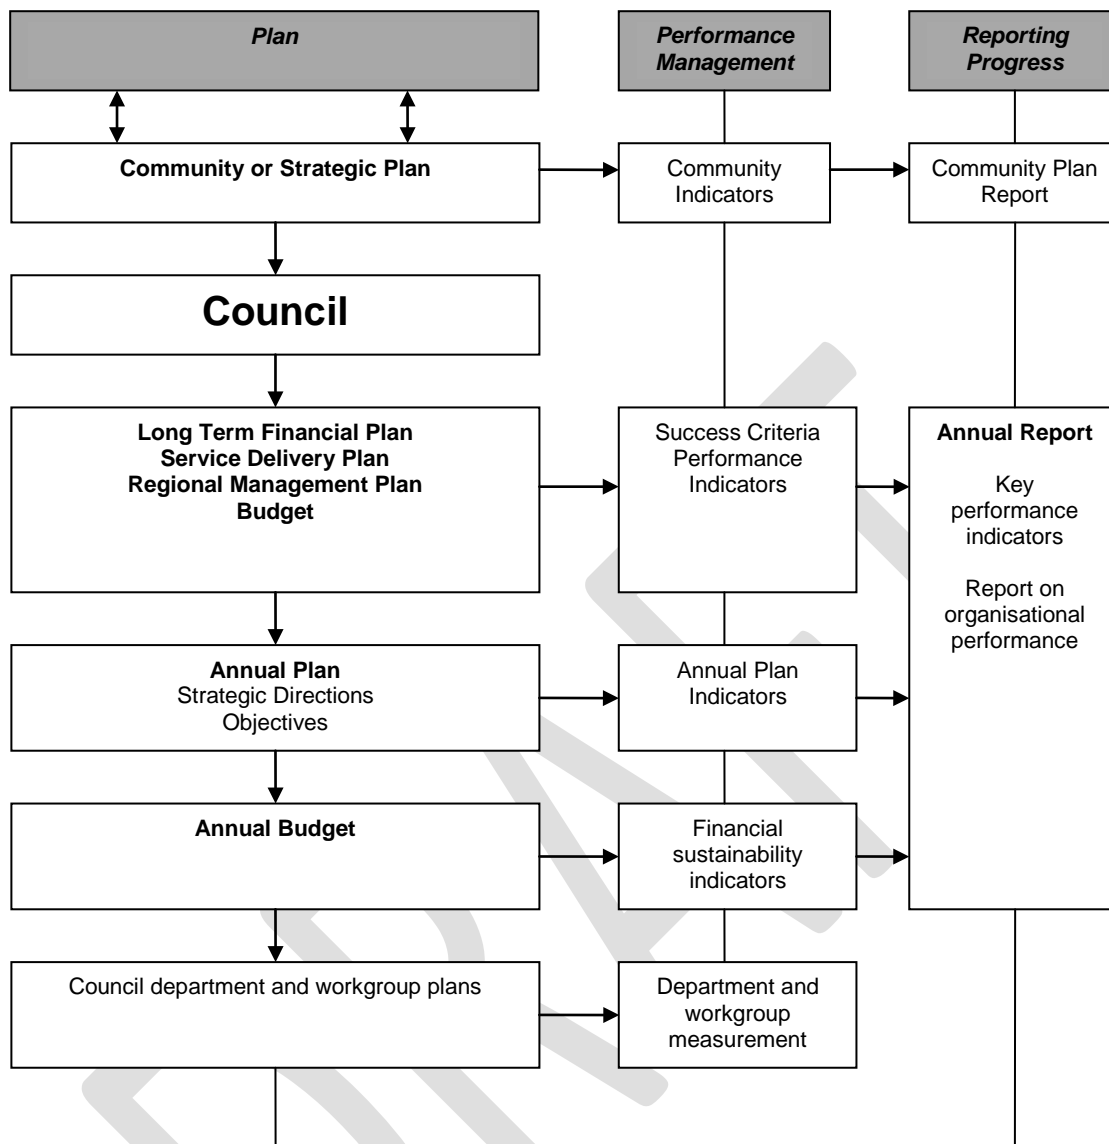 Plan
Performance
Management
Reporting
Progress
Community or Strategic Plan
Community
Indicators
Community Plan
Report
Council
Long Term Financial Plan
Service Delivery Plan
Regional Management Plan
Budget
Success Criteria
Performance
Indicators
Annual Report
Key
performance
indicators
Report on
organisational
performance
Annual Plan
Strategic Directions
Objectives
Annual Plan
Indicators
Annual Budget
Financial
sustainability
indicators
Council department and workgroup plans
Department and
workgroup
measurement
DRAFT